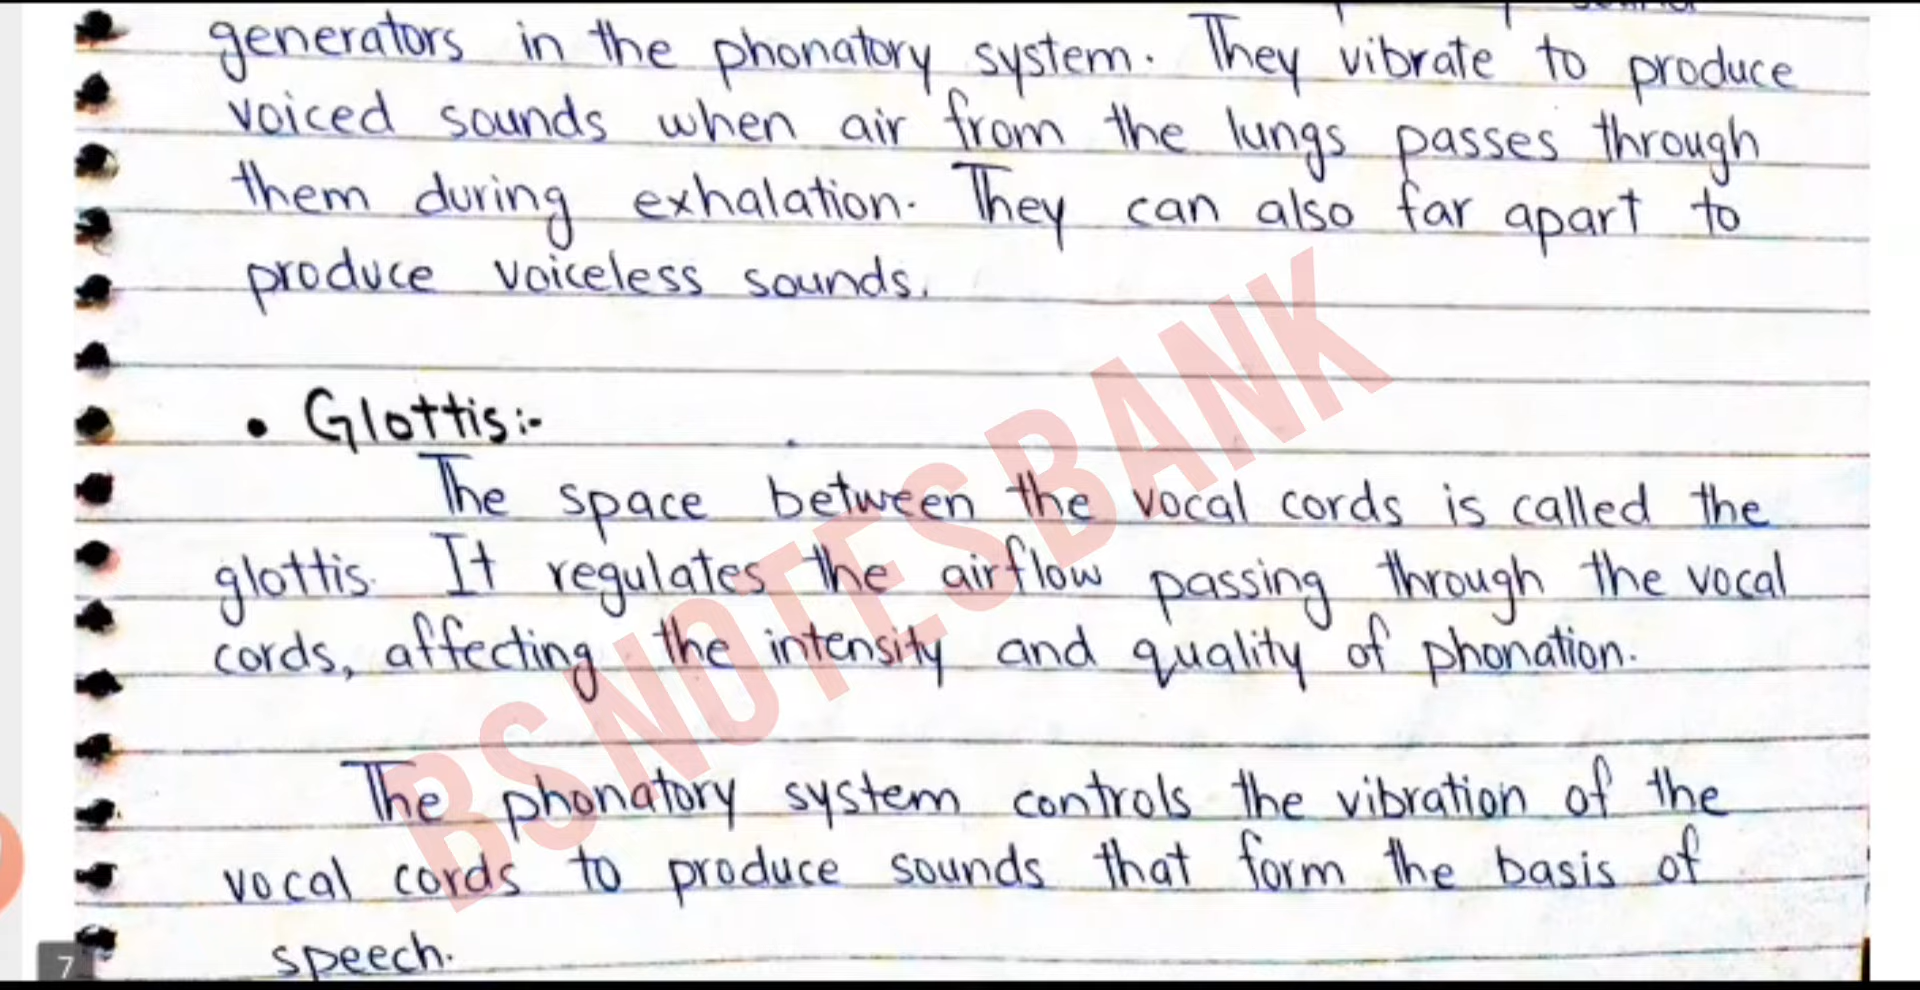 generators in the phonatory system. They vibrate to produce
voiced sounds when air from the lungs passes through
them during exhalation. They can also far apart to
produce voiceless sounds.
• Glottis:-
The space between the vocal cords is called the
glottis. It regulates the airflow passing through the vocal
cords, affecting the intensity and quality of phonation.
The phonatory system controls the vibration of the
vocal cords to produce sounds that form the basis of
speech.
BSNOTESBANK
7